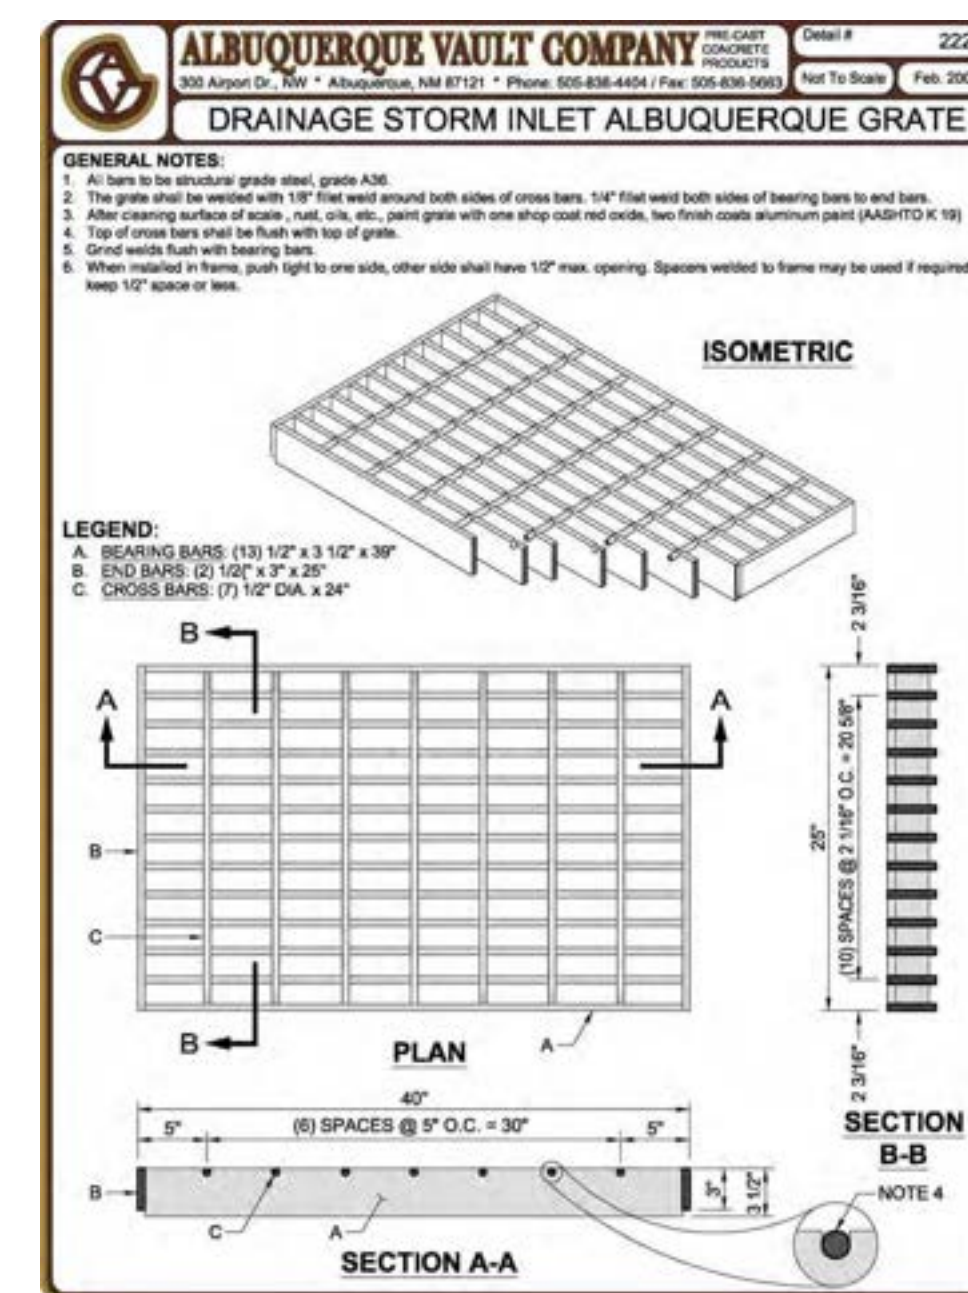 ALBUQUERQUE VAULT COMPANY
PRE-CAST
CONCRETE
PRODUCTS
300 Airport Dr., NW * Albuquerque, NM 87121 * Phone: 505-836-4404 / Fax: 505-836-5663
Detail #
222
Not To Scale
Feb. 200
DRAINAGE STORM INLET ALBUQUERQUE GRATE
GENERAL NOTES:
1. All bars to be structural grade steel, grade A36.
2. The grate shall be welded with 1/8" fillet weld around both sides of cross bars. 1/4" fillet weld both sides of bearing bars to end bars.
3. After cleaning surface of scale , rust, oils, etc., paint grate with one shop coat red oxide, two finish coats aluminum paint (AASHTO K 19)
4. Top of cross bars shall be flush with top of grate.
5. Grind welds flush with bearing bars.
6. When installed in frame, push tight to one side, other side shall have 1/2" max. opening. Spacers welded to frame may be used if required
keep 1/2" space or less.
ISOMETRIC
LEGEND:
A. BEARING BARS: (13) 1/2" x 3 1/2" x 39"
B. END BARS: (2) 1/2(" x 3" x 25"
C. CROSS BARS: (7) 1/2" DIA. x 24"
B
A
A
B
C
B
PLAN
A
2 3/16"
25"
(10) SPACES @ 2 1/16" O.C. = 20 5/8"
2 3/16"
SECTION
B-B
40"
5"
(6) SPACES @ 5" O.C. = 30"
5"
B
C
A
3"
3 1/2"
NOTE 4
SECTION A-A